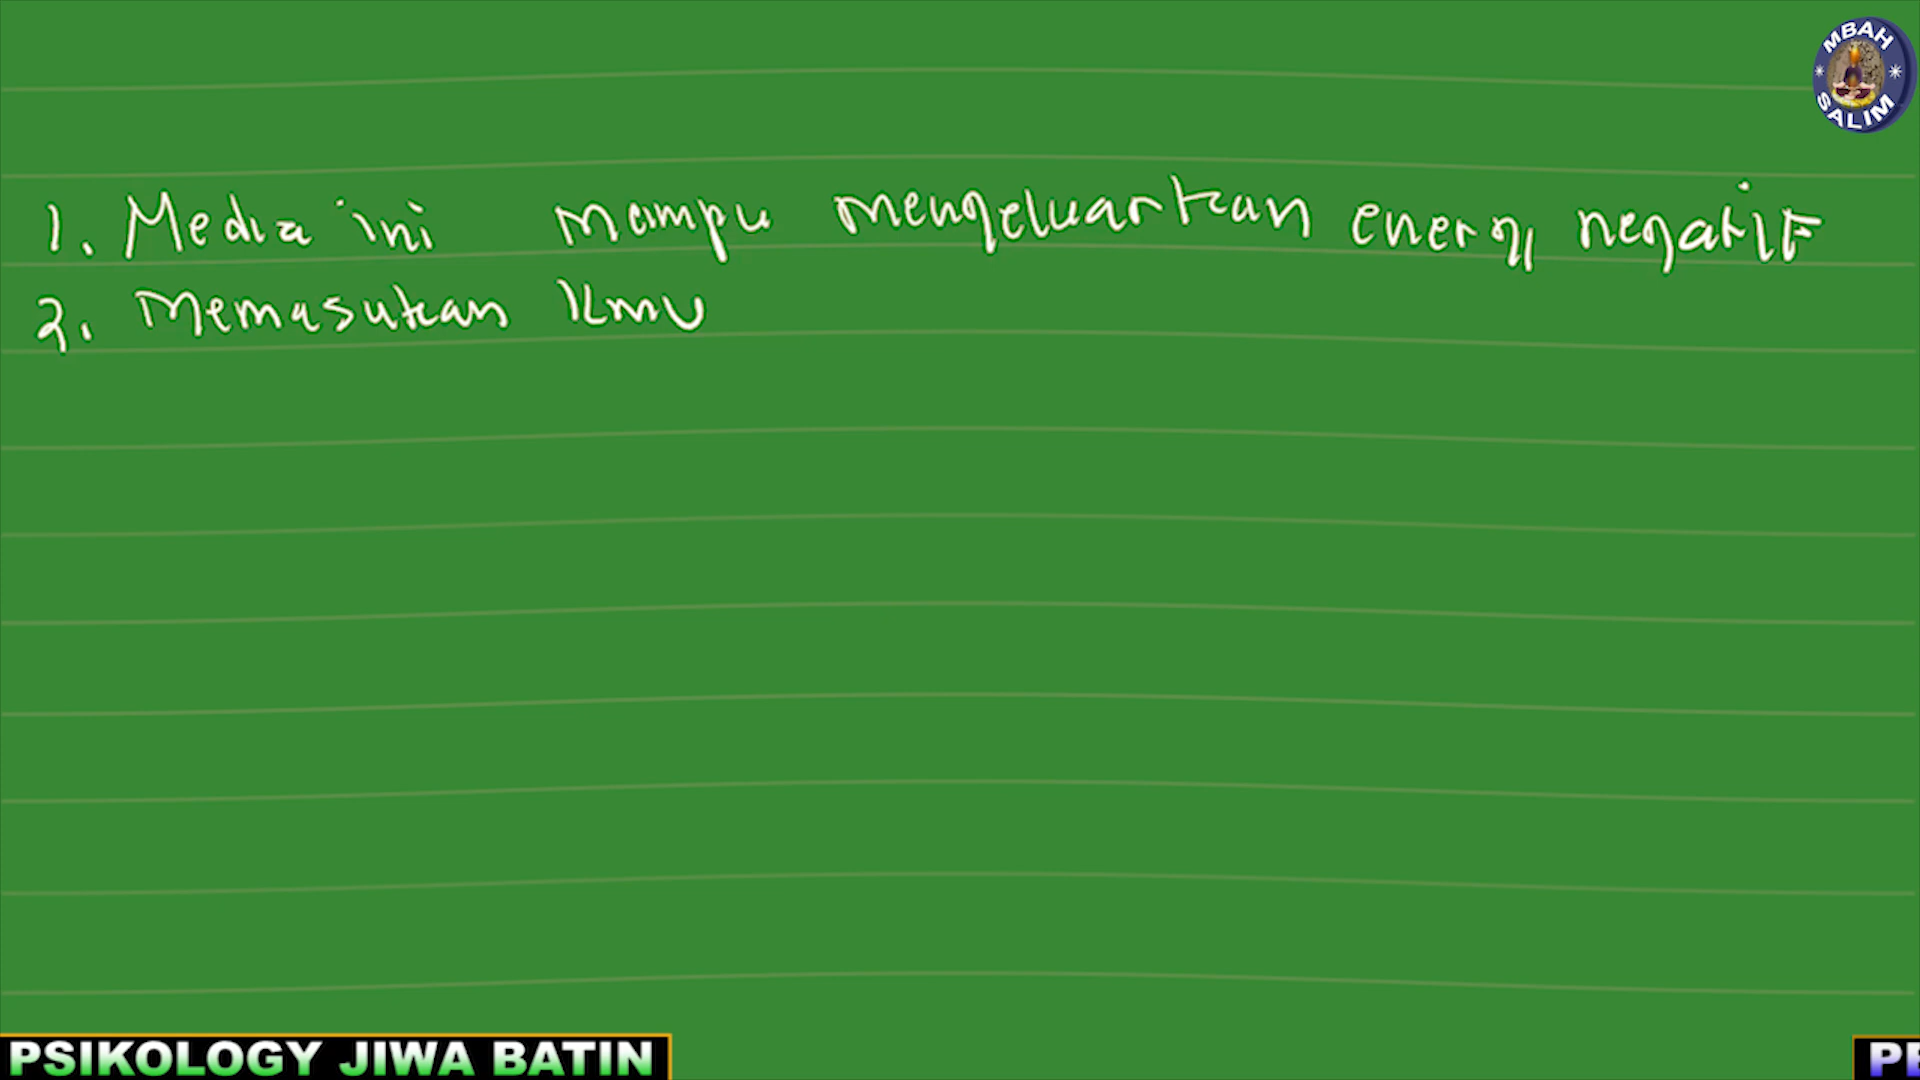 MBAH SALIM
1. Media ini mampu mengeluarkan energi negatif
2. Memasukan Ilmu
PSIKOLOGY JIWA BATIN